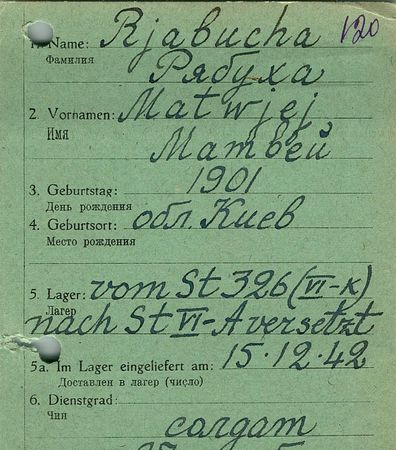 1. Name: Rjabucha 120
Фамилия Рябуха
2. Vornamen: Matwjej
Имя Матвей
3. Geburtstag: 1901
День рождения
4. Geburtsort: обл. Киев
Место рождения
5. Lager: vom St 326 (VI-K)
Лагер
nach St VI-A versetzt
5a. Im Lager eingeliefert am: 15.12.42
Доставлен в лагер (число)
6. Dienstgrad:
Чин
солдат